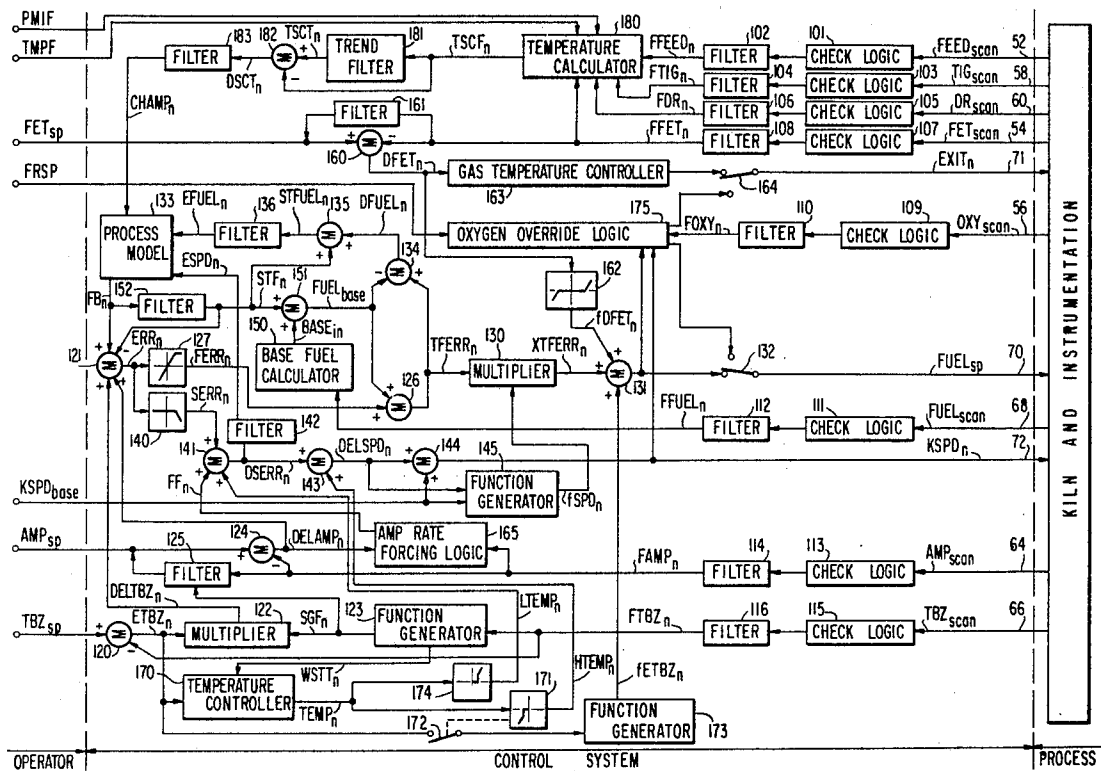 PMIF
TMPF
183
FILTER
182
TSCTn
DSCTn
181
TREND
FILTER
TSCFn
180
TEMPERATURE
CALCULATOR
FFEEDn
FILTER
102
101
CHECK LOGIC
FEEDscan
52
FTIGn
FILTER
104
CHECK LOGIC
103
TIGscan
58
FDRn
FILTER
106
CHECK LOGIC
105
DRscan
60
FFETn
FILTER
108
CHECK LOGIC
107
FETscan
54
CHAMPn
FILTER
161
FETsp
160
DFETn
GAS TEMPERATURE CONTROLLER
163
164
EXITn
71
FRSP
133
PROCESS
MODEL
EFUELn
136
FILTER
STFUELn
135
DFUELn
134
175
OXYGEN OVERRIDE LOGIC
FOXYn
110
FILTER
109
CHECK LOGIC
OXYscan
56
ESPDn
FBn
152
FILTER
STFn
151
FUELbase
162
fDFETn
150
BASEin
BASE FUEL
CALCULATOR
121
ERRn
127
FERRn
126
TFERRn
130
MULTIPLIER
XTFERRn
131
132
FUELsp
70
140
SERRn
FFUELn
112
FILTER
111
CHECK LOGIC
FUELscan
68
FILTER
142
141
DSERRn
143
DELSPDn
144
145
FUNCTION
GENERATOR
fSPDn
KSPDn
72
FFn
KSPDbase
AMPsp
124
DELAMPn
AMP RATE
FORCING LOGIC
165
125
FILTER
FAMPn
114
FILTER
113
CHECK LOGIC
AMPscan
64
DELTBZn
TBZsp
ETBZn
120
122
MULTIPLIER
SGFn
123
FUNCTION
GENERATOR
LTEMPn
FTBZn
116
FILTER
115
CHECK LOGIC
TBZscan
66
170
TEMPERATURE
CONTROLLER
WSTTn
TEMPn
174
171
HTEMPn
fETBZn
172
FUNCTION
GENERATOR
173
KILN AND INSTRUMENTATION
OPERATOR
CONTROL SYSTEM
PROCESS